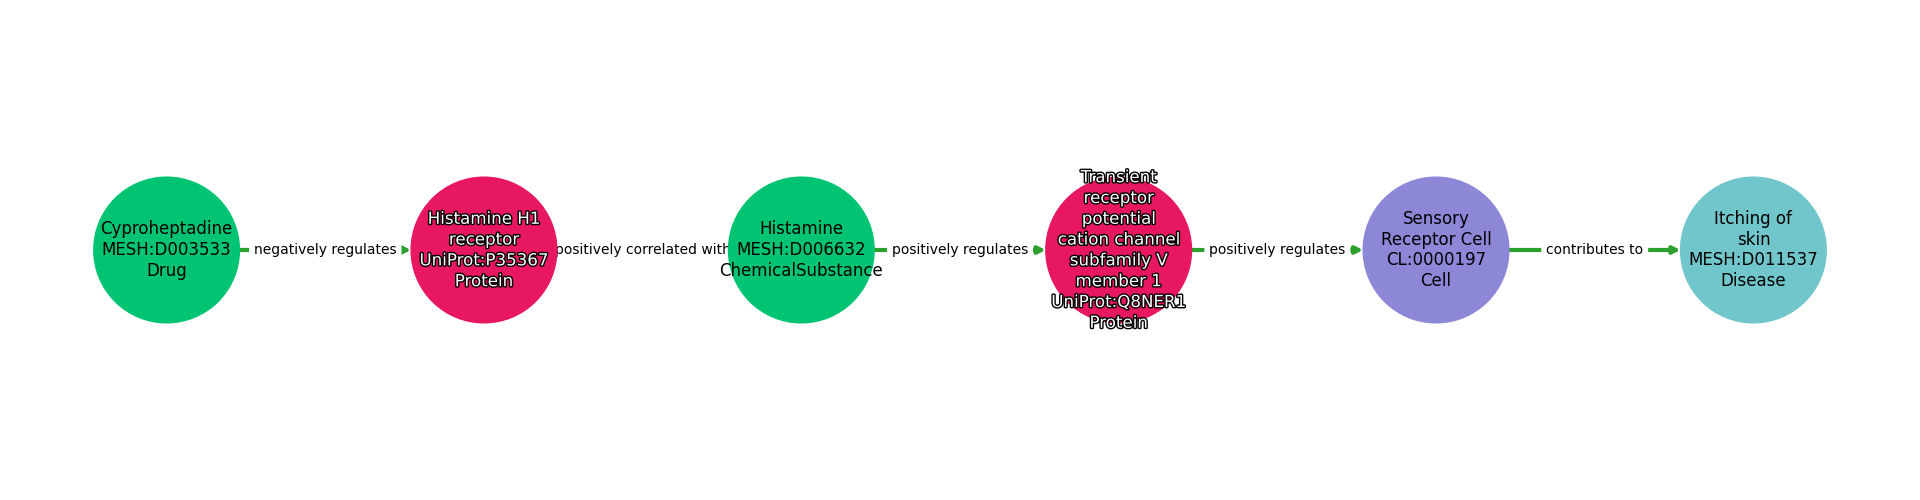 Cyproheptadine
MESH:D003533
Drug
negatively regulates
Histamine H1
receptor
UniProt:P35367
Protein
positively correlated with
Histamine
MESH:D006632
ChemicalSubstance
positively regulates
Transient
receptor
potential
cation channel
subfamily V
member 1
UniProt:Q8NER1
Protein
positively regulates
Sensory
Receptor Cell
CL:0000197
Cell
contributes to
Itching of
skin
MESH:D011537
Disease